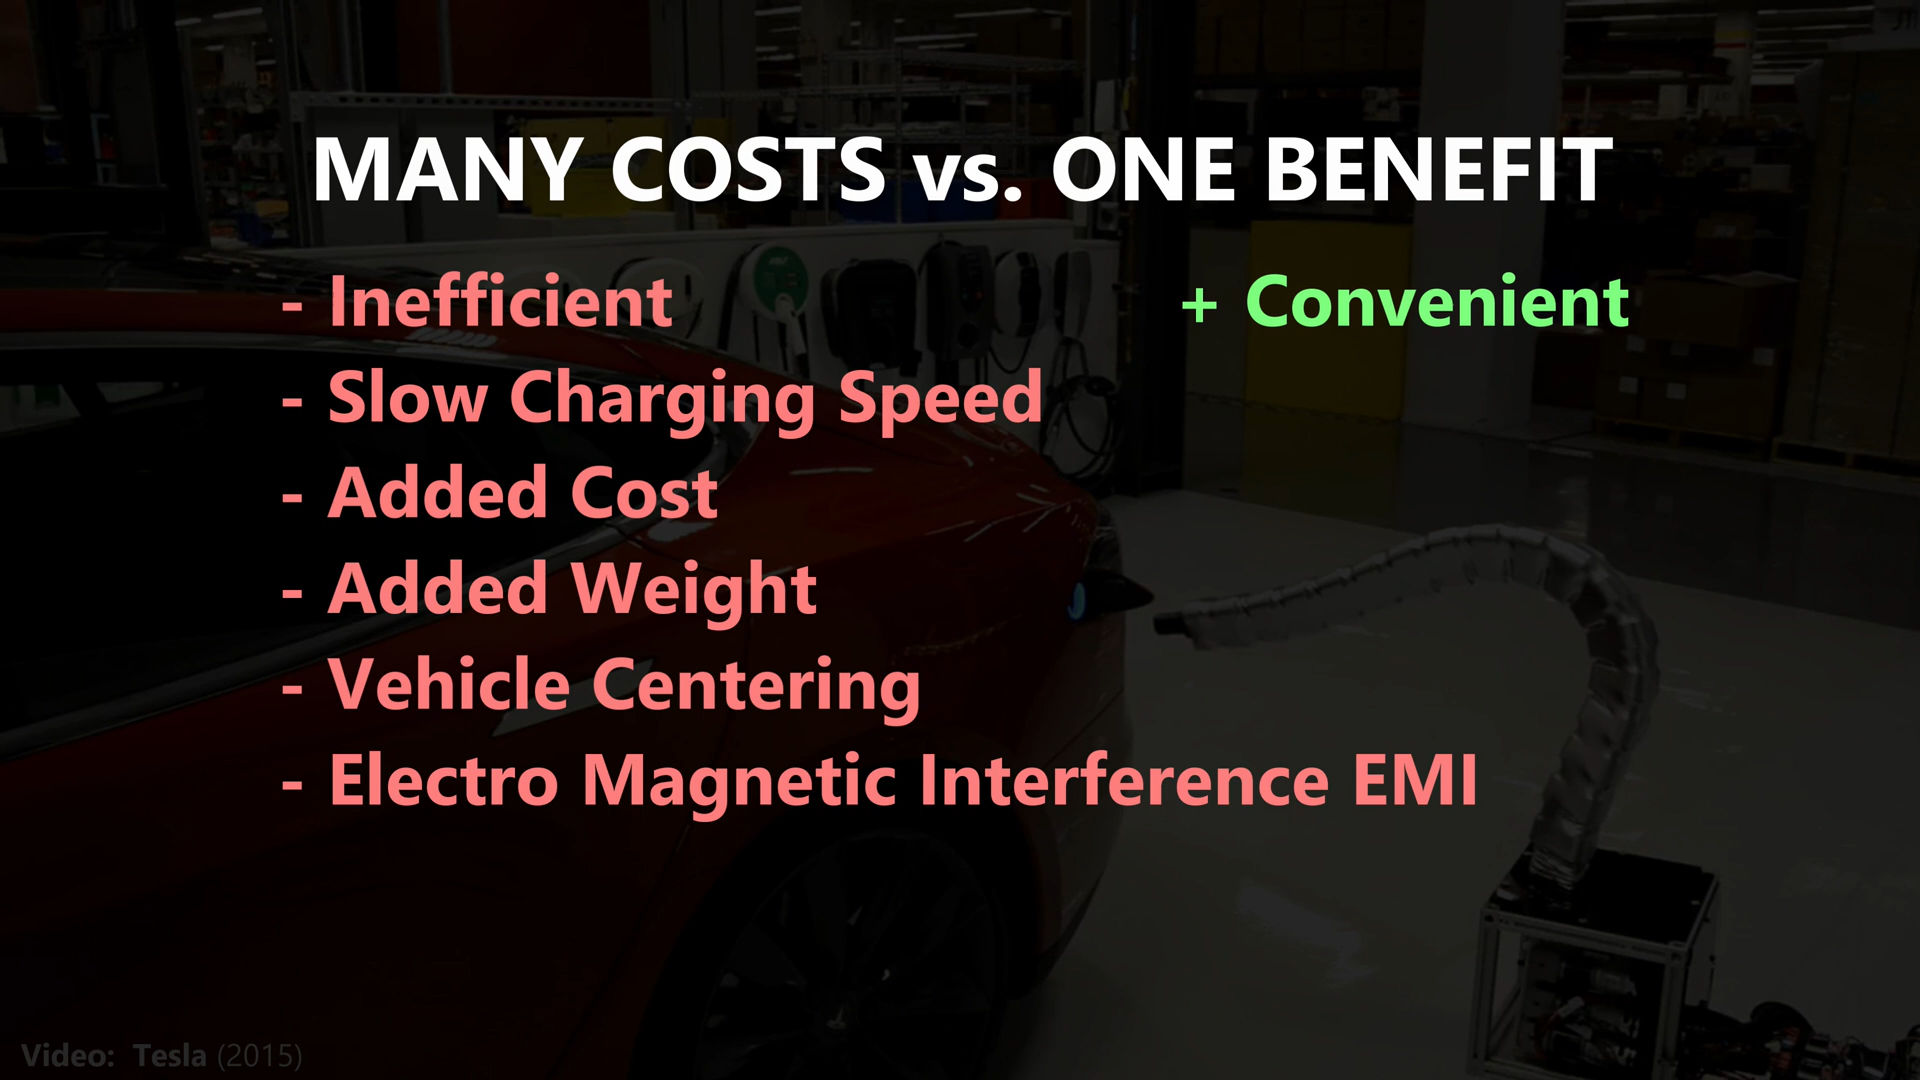 MANY COSTS vs. ONE BENEFIT
- Inefficient
+ Convenient
- Slow Charging Speed
- Added Cost
- Added Weight
- Vehicle Centering
- Electro Magnetic Interference EMI
Video: Tesla (2015)